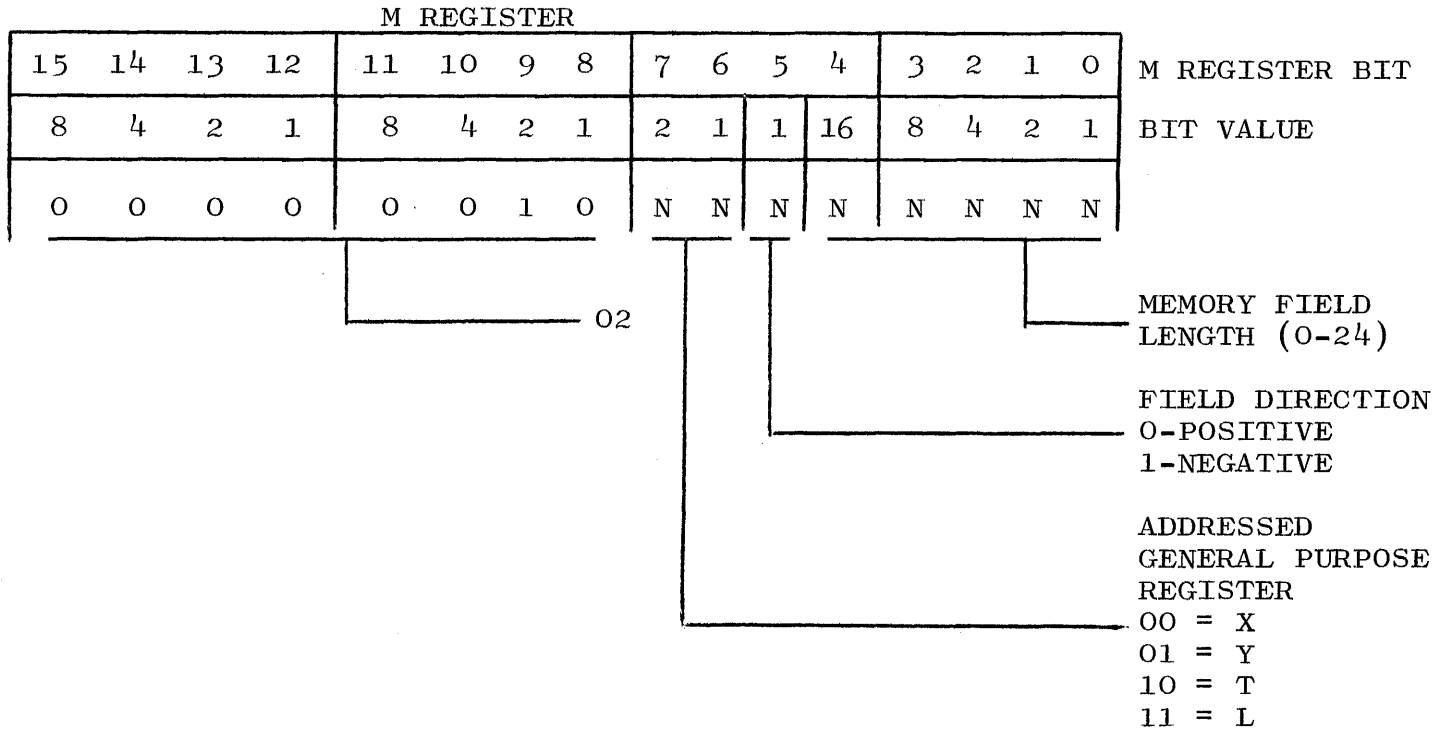 M REGISTER
15 14 13 12 11 10 9 8 7 6 5 4 3 2 1 0 M REGISTER BIT
8 4 2 1 8 4 2 1 2 1 1 16 8 4 2 1 BIT VALUE
0 0 0 0 0 0 1 0 N N N N N N N N
02
MEMORY FIELD
LENGTH (0-24)
FIELD DIRECTION
0-POSITIVE
1-NEGATIVE
ADDRESSED
GENERAL PURPOSE
REGISTER
00 = X
01 = Y
10 = T
11 = L